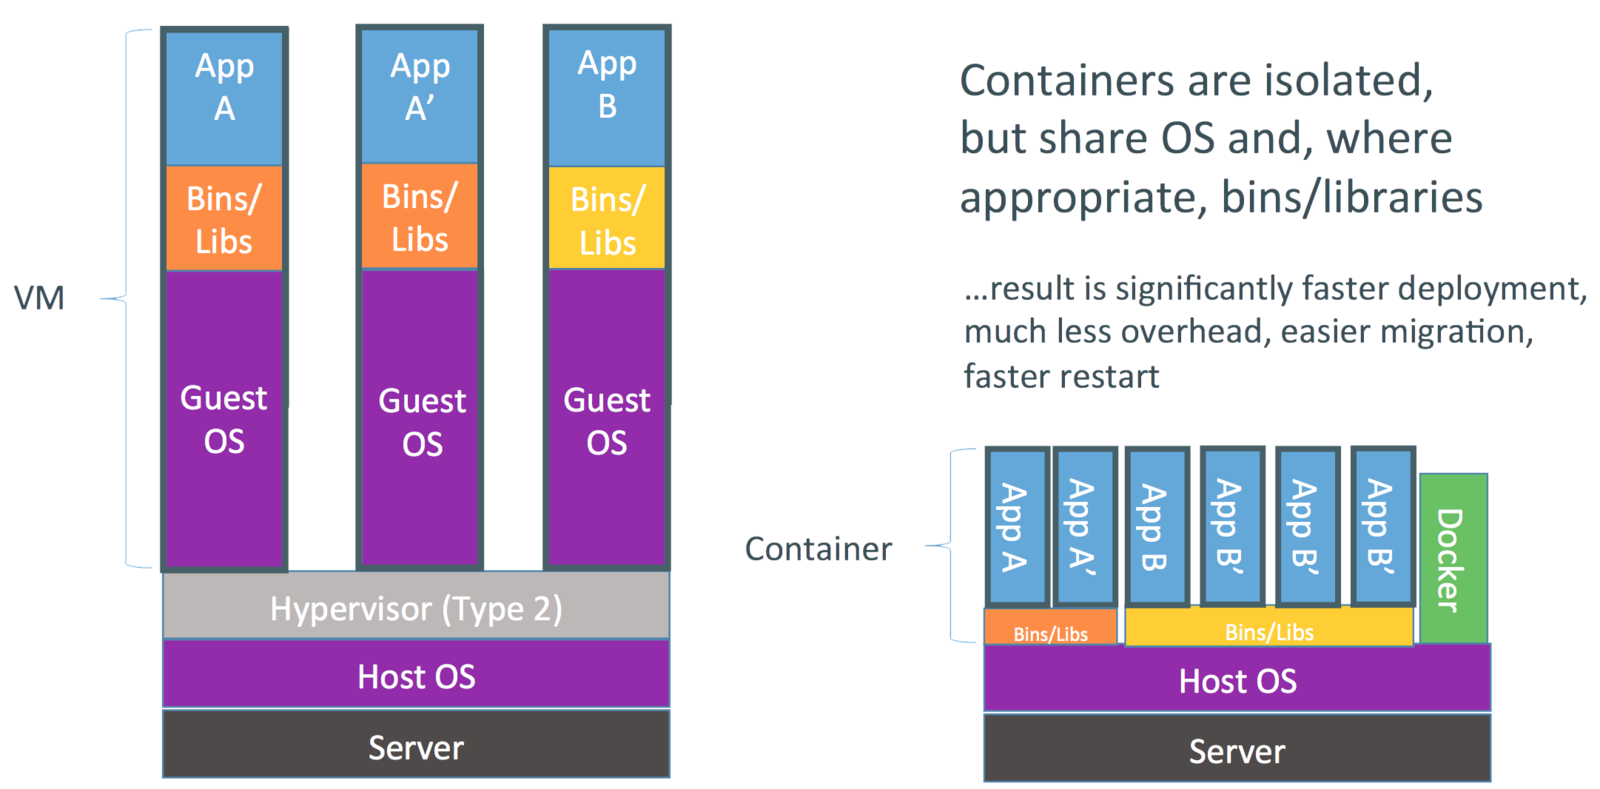 VM
App
A
Bins/
Libs
Guest
OS
App
A’
Bins/
Libs
Guest
OS
App
B
Bins/
Libs
Guest
OS
Hypervisor (Type 2)
Host OS
Server
Containers are isolated,
but share OS and, where
appropriate, bins/libraries
...result is significantly faster deployment,
much less overhead, easier migration,
faster restart
Container
App A
App A’
App B
App B’
App B’
App B’
Docker
Bins/Libs
Bins/Libs
Host OS
Server